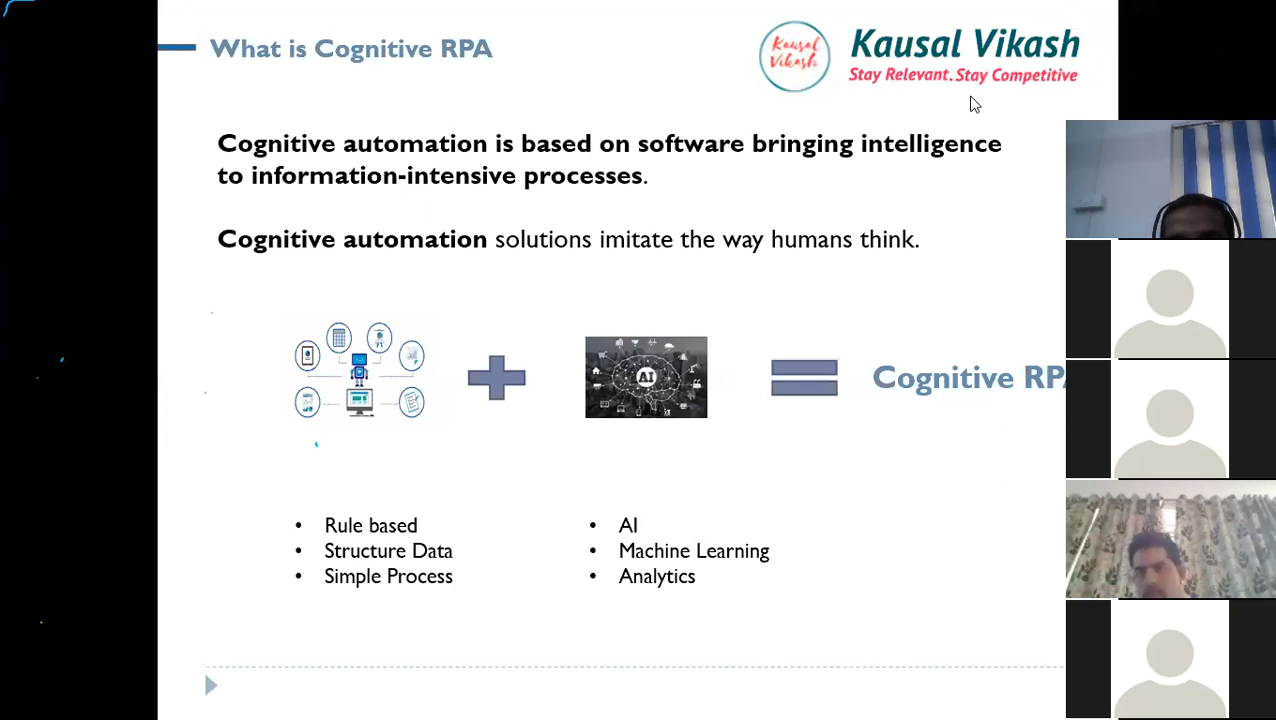 What is Cognitive RPA
Kausal
Vikash
Kausal Vikash
Stay Relevant. Stay Competitive
Cognitive automation is based on software bringing intelligence
to information-intensive processes.
Cognitive automation solutions imitate the way humans think.
AI
Cognitive RPA
• Rule based
• Structure Data
• Simple Process
• AI
• Machine Learning
• Analytics